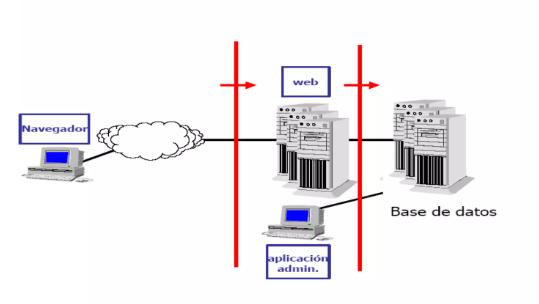 web
Navegador
Base de datos
aplicación
admin.